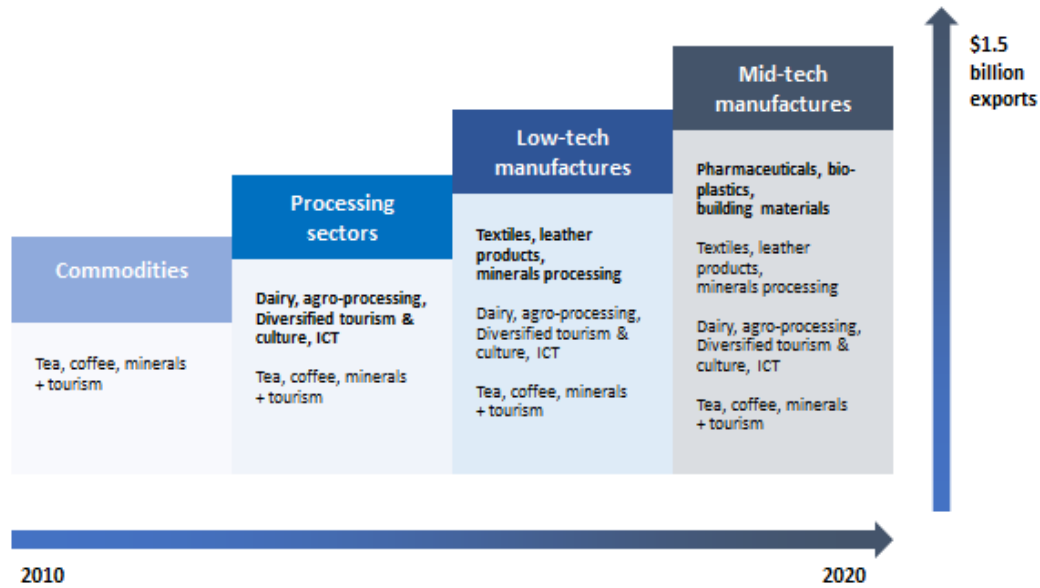 Commodities
Tea, coffee, minerals
+ tourism
Processing
sectors
Dairy, agro-processing,
Diversified tourism &
culture, ICT
Tea, coffee, minerals
+ tourism
Low-tech
manufactures
Textiles, leather
products,
minerals processing
Dairy, agro-processing,
Diversified tourism &
culture, ICT
Tea, coffee, minerals
+ tourism
Mid-tech
manufactures
Pharmaceuticals, bio-
plastics,
building materials
Textiles, leather
products,
minerals processing
Dairy, agro-processing,
Diversified tourism &
culture, ICT
Tea, coffee, minerals
+ tourism
$1.5
billion
exports
2010
2020